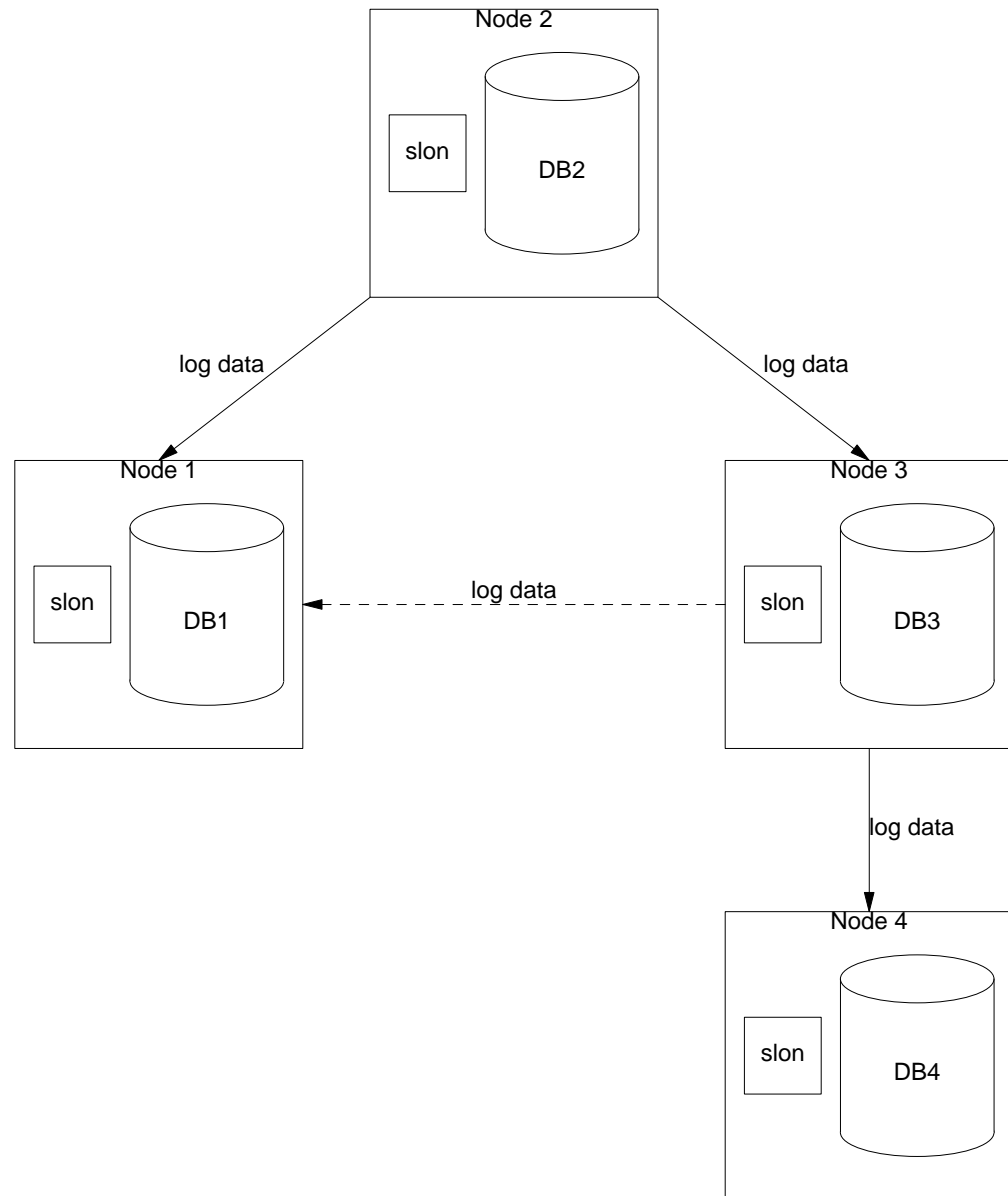 Node 2
slon
DB2
log data
log data
Node 1
Node 3
slon
DB1
log data
slon
DB3
log data
Node 4
slon
DB4